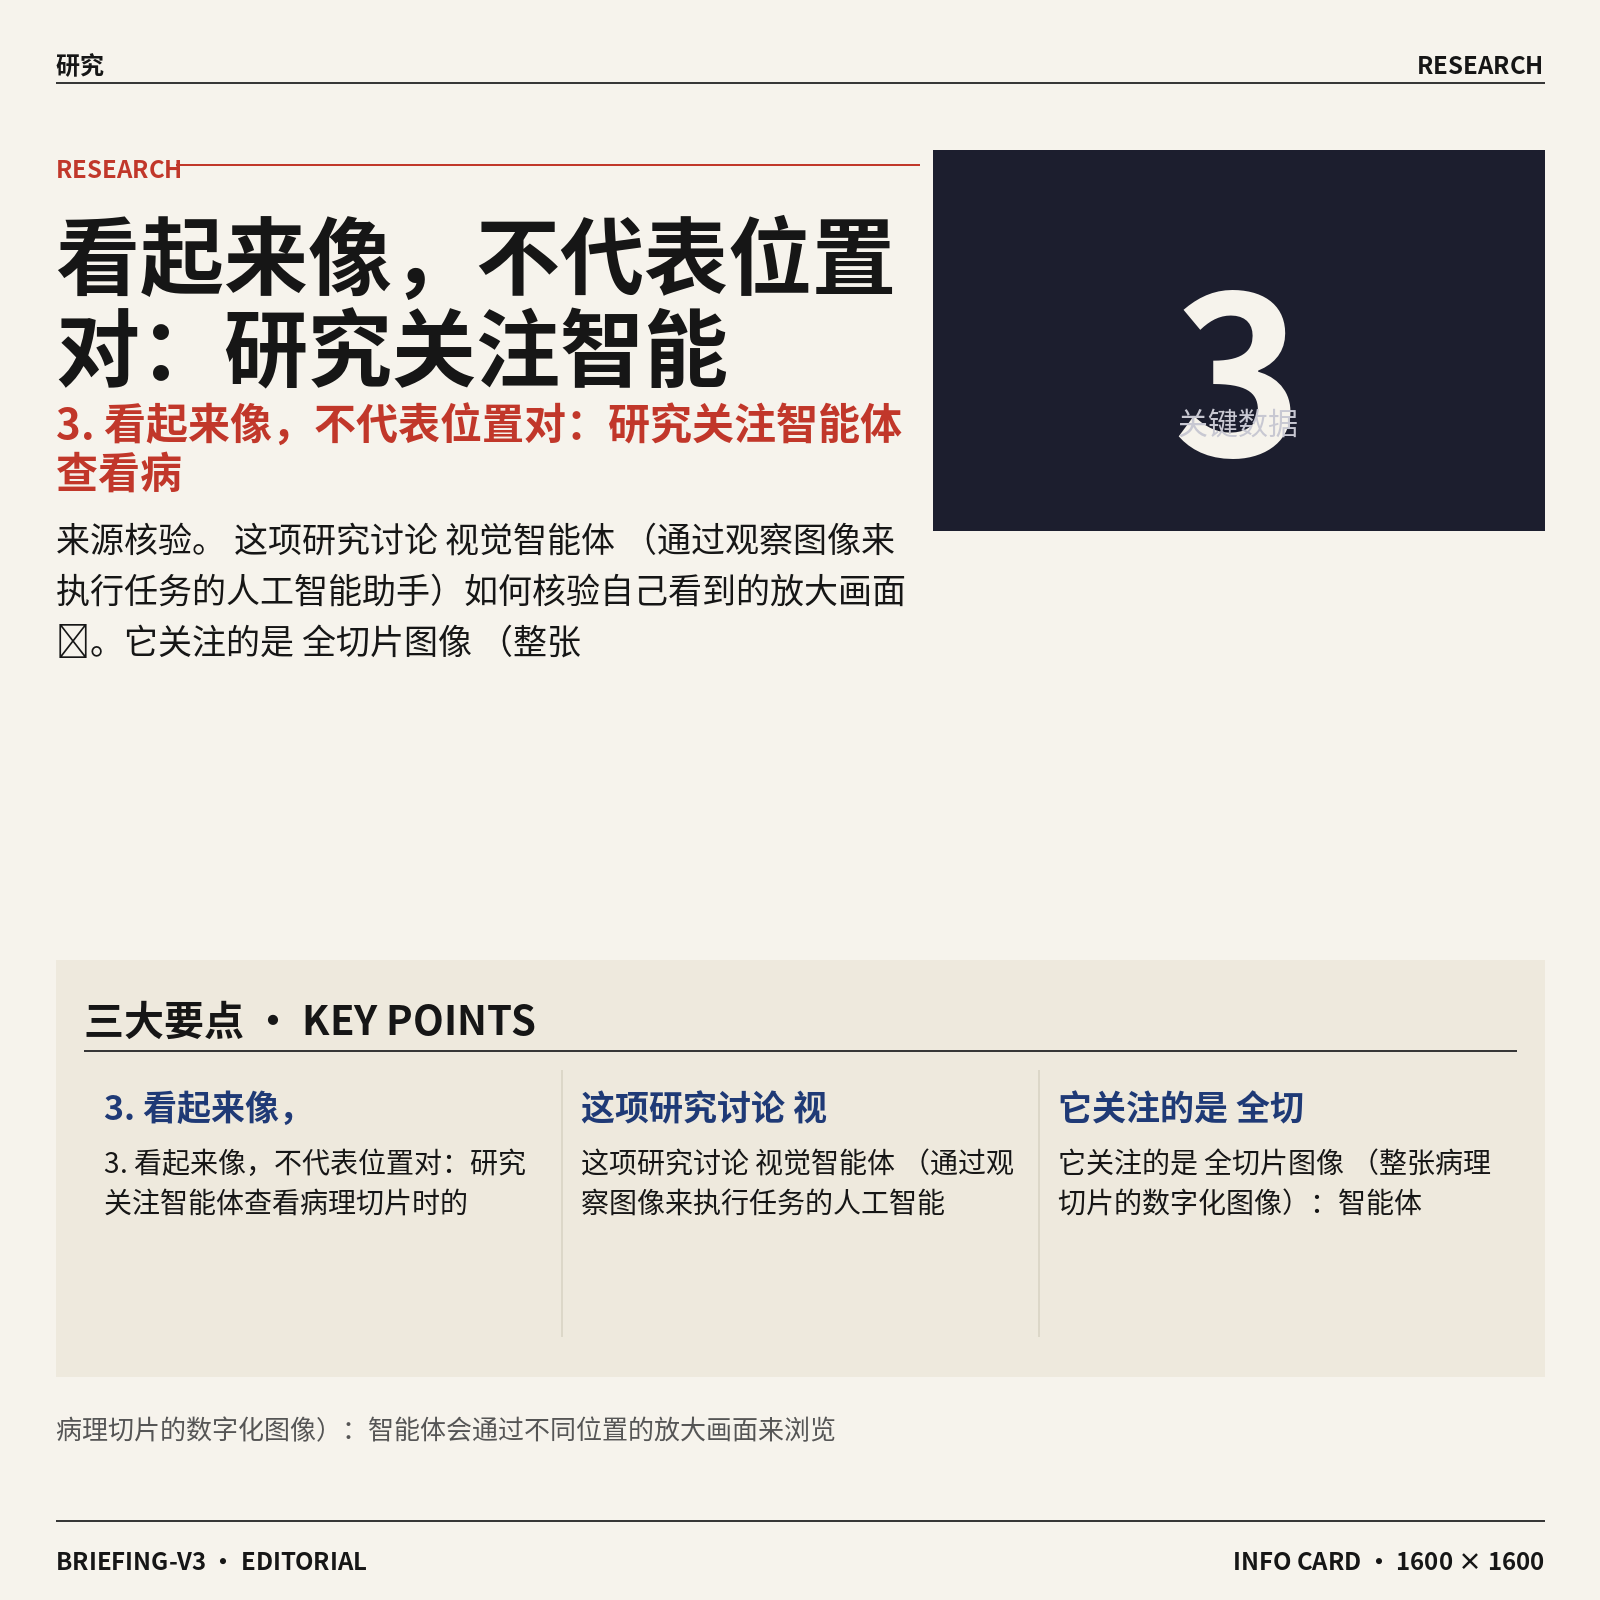 研究
RESEARCH
RESEARCH
看起来像，不代表位置
对：研究关注智能
3. 看起来像，不代表位置对：研究关注智能体
查看病
来源核验。 这项研究讨论 视觉智能体 （通过观察图像来
执行任务的人工智能助手）如何核验自己看到的放大画面
。它关注的是 全切片图像 （整张
3
关键数据
三大要点 • KEY POINTS
3. 看起来像，
3. 看起来像，不代表位置对：研究
关注智能体查看病理切片时的
这项研究讨论 视
这项研究讨论 视觉智能体 （通过观
察图像来执行任务的人工智能
它关注的是 全切
它关注的是 全切片图像 （整张病理
切片的数字化图像）：智能体
病理切片的数字化图像）：智能体会通过不同位置的放大画面来浏览
BRIEFING-V3 • EDITORIAL
INFO CARD • 1600 × 1600